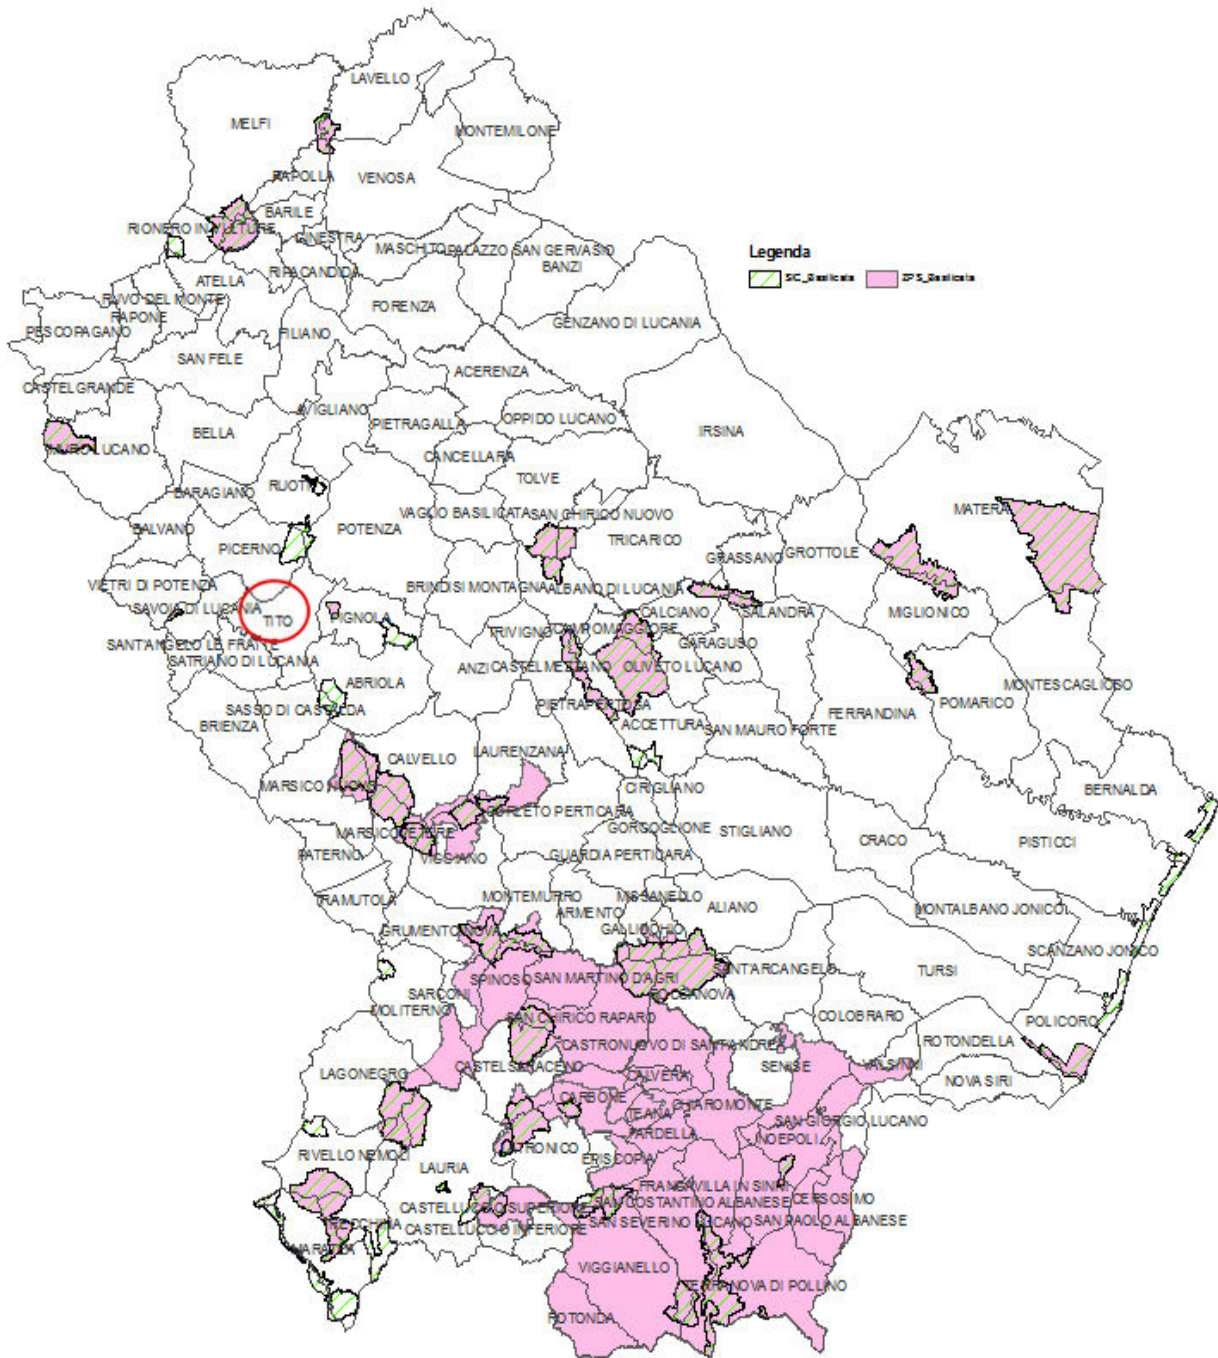 LAVELLO
MELFI
MONTEMILONE
RAPOLLA
VENOSA
BARILE
RIONERO IN VULTURE
GINESTRA
MASCHITO
PALAZZO SAN GERVASIO
BANZI
Legenda
SIC_Basilicata
ZPS_Basilicata
RIPACANDIDA
ATELLA
RUVO DEL MONTE
RAPONE
FORENZA
GENZANO DI LUCANIA
PESCOPAGANO
FILIANO
SAN FELE
ACERENZA
CASTELGRANDE
AVIGLIANO
OPPIDO LUCANO
PIETRAGALLA
BELLA
IRSINA
MURO LUCANO
CANCELLARA
TOLVE
BARAGIANO
RUOTI
VAGLIO BASILICATA
SAN CHIRICO NUOVO
MATERA
BALVANO
POTENZA
TRICARICO
PICERNO
GRASSANO
GROTTOLE
VIETRI DI POTENZA
BRINDISI MONTAGNA
ALBANO DI LUCANIA
SAVOIA DI LUCANIA
CALCIANO
SALANDRA
MIGLIONICO
TITO
PIGNOLA
TRIVIGNO
CAMPOMAGGIORE
GARAGUSO
SANT'ANGELO LE FRATTE
SATRIANO DI LUCANIA
ANZI
CASTELMEZZANO
OLIVETO LUCANO
ABRIOLA
MONTESCAGLIOSO
SASSO DI CASTALDA
PIETRAPERTOSA
POMARICO
BRIENZA
ACCETTURA
SAN MAURO FORTE
FERRANDINA
LAURENZANA
CALVELLO
MARSICO NUOVO
CIRIGLIANO
BERNALDA
CORLETO PERTICARA
GORGOGLIONE
STIGLIANO
MARSICOVETERE
CRACO
PISTICCI
PATERNO
VIGGIANO
GUARDIA PERTICARA
TRAMUTOLA
MONTEMURRO
MISSANELLO
ARMENTO
ALIANO
MONTALBANO JONICO
GRUMENTO NOVA
GALLICCHIO
SCANZANO JONICO
SPINOSO
SAN MARTINO D'AGRI
SANT'ARCANGELO
TURSI
SARCONI
ROCCANOVA
MOLITERNO
SAN CHIRICO RAPARO
COLOBRARO
POLICORO
CASTRONUOVO DI SANT'ANDREA
ROTONDELLA
CASTELSARACENO
SENISE
VALSINNI
LAGONEGRO
CALVERA
NOVA SIRI
CARBONE
CHIAROMONTE
TEANA
SAN GIORGIO LUCANO
FARDELLA
NOEPOLI
LATRONICO
RIVELLO
NEMOLI
EPISCOPIA
LAURIA
FRANCAVILLA IN SINNI
CERSOSIMO
CASTELLUCCIO SUPERIORE
SAN COSTANTINO ALBANESE
TRECCHINA
CASTELLUCCIO INFERIORE
SAN SEVERINO LUCANO
SAN PAOLO ALBANESE
MARATEA
VIGGIANELLO
TERRANOVA DI POLLINO
ROTONDA